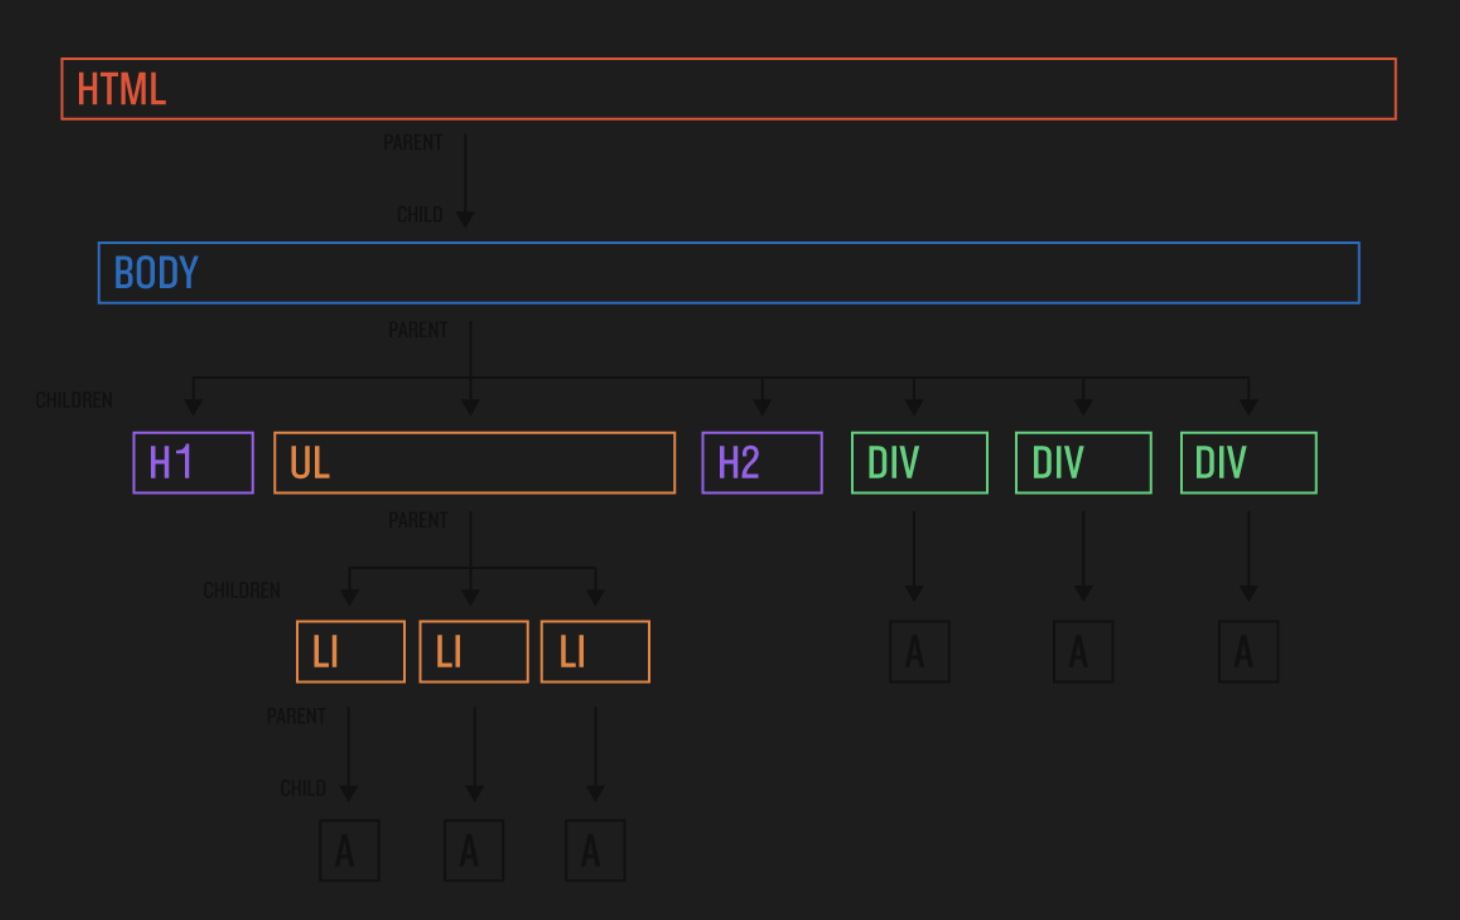 HTML
PARENT
CHILD
BODY
PARENT
CHILDREN
H1 UL H2 DIV DIV DIV
PARENT
CHILDREN
LI LI LI A A A
PARENT
CHILD
A A A